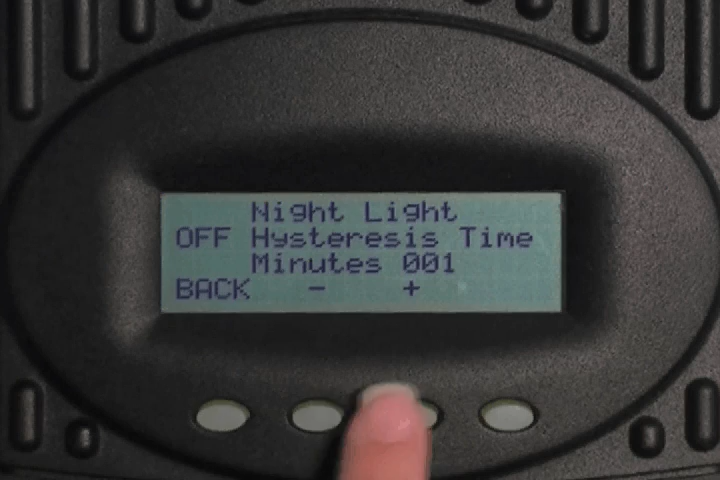 Night Light
OFF Hysteresis Time
Minutes 001
BACK - +